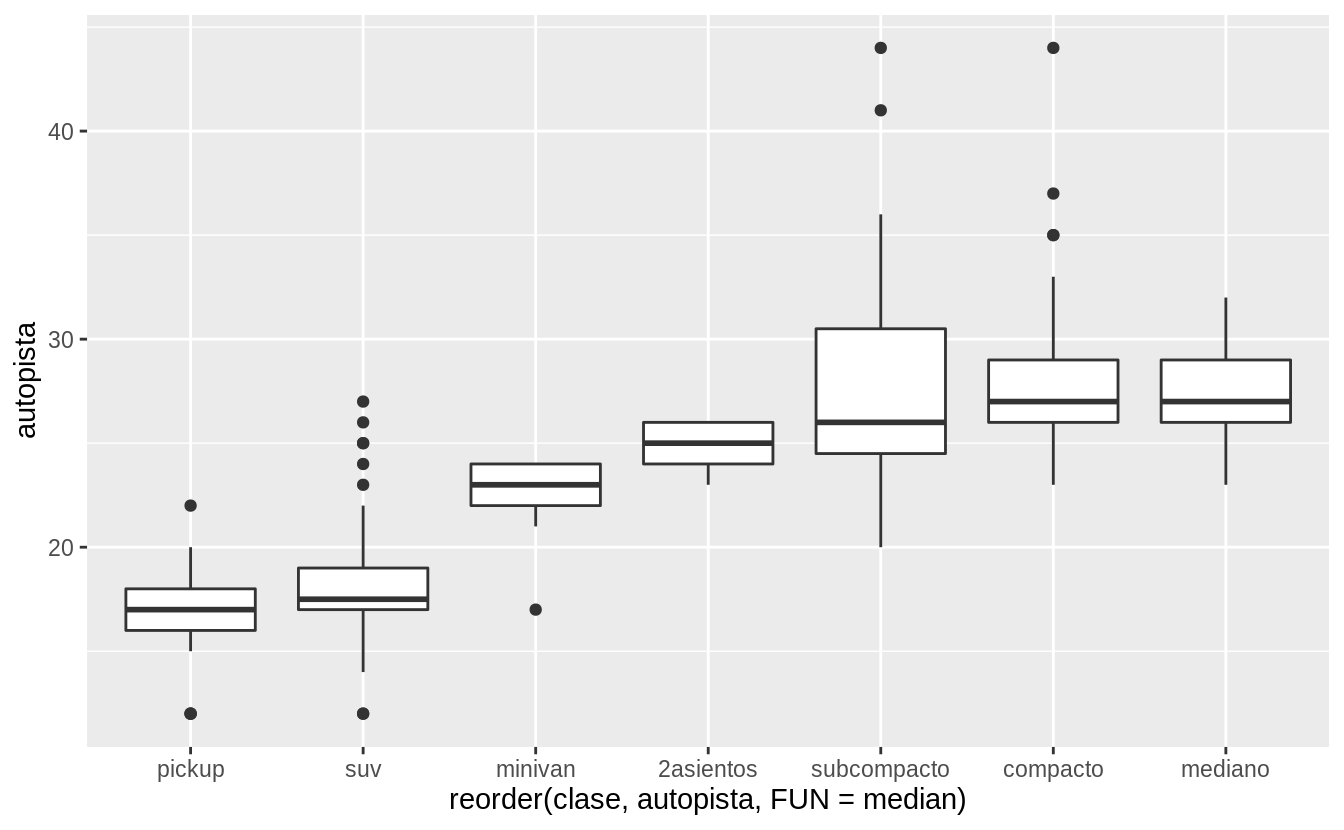 autopista
40
30
20
pickup suv minivan 2asientos subcompacto compacto mediano
reorder(clase, autopista, FUN = median)